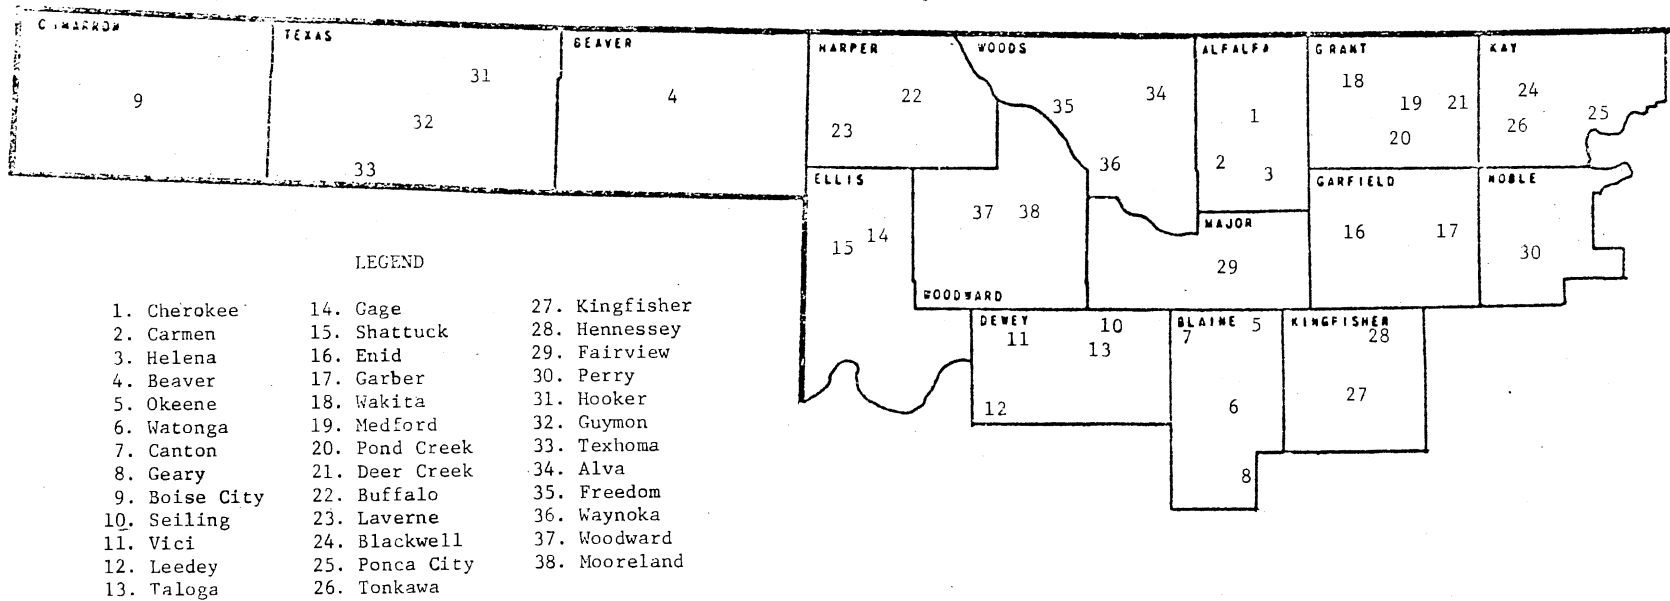 CIMARRON
TEXAS
BEAVER
HARPER
WOODS
ALFALFA
GRANT
KAY
31
18
24
9
4
22
35
34
19
21
25
32
1
26
23
20
33
36
2
3
ELLIS
GARFIELD
NOBLE
37
38
MAJOR
15
14
16
17
30
29
WOODWARD
DEWEY
10
BLAINE
5
KINGFISHER
11
7
28
13
12
6
27
8
LEGEND
1. Cherokee
2. Carmen
3. Helena
4. Beaver
5. Okeene
6. Watonga
7. Canton
8. Geary
9. Boise City
10. Seiling
11. Vici
12. Leedey
13. Taloga
14. Gage
15. Shattuck
16. Enid
17. Garber
18. Wakita
19. Medford
20. Pond Creek
21. Deer Creek
22. Buffalo
23. Laverne
24. Blackwell
25. Ponca City
26. Tonkawa
27. Kingfisher
28. Hennessey
29. Fairview
30. Perry
31. Hooker
32. Guymon
33. Texhoma
34. Alva
35. Freedom
36. Waynoka
37. Woodward
38. Mooreland